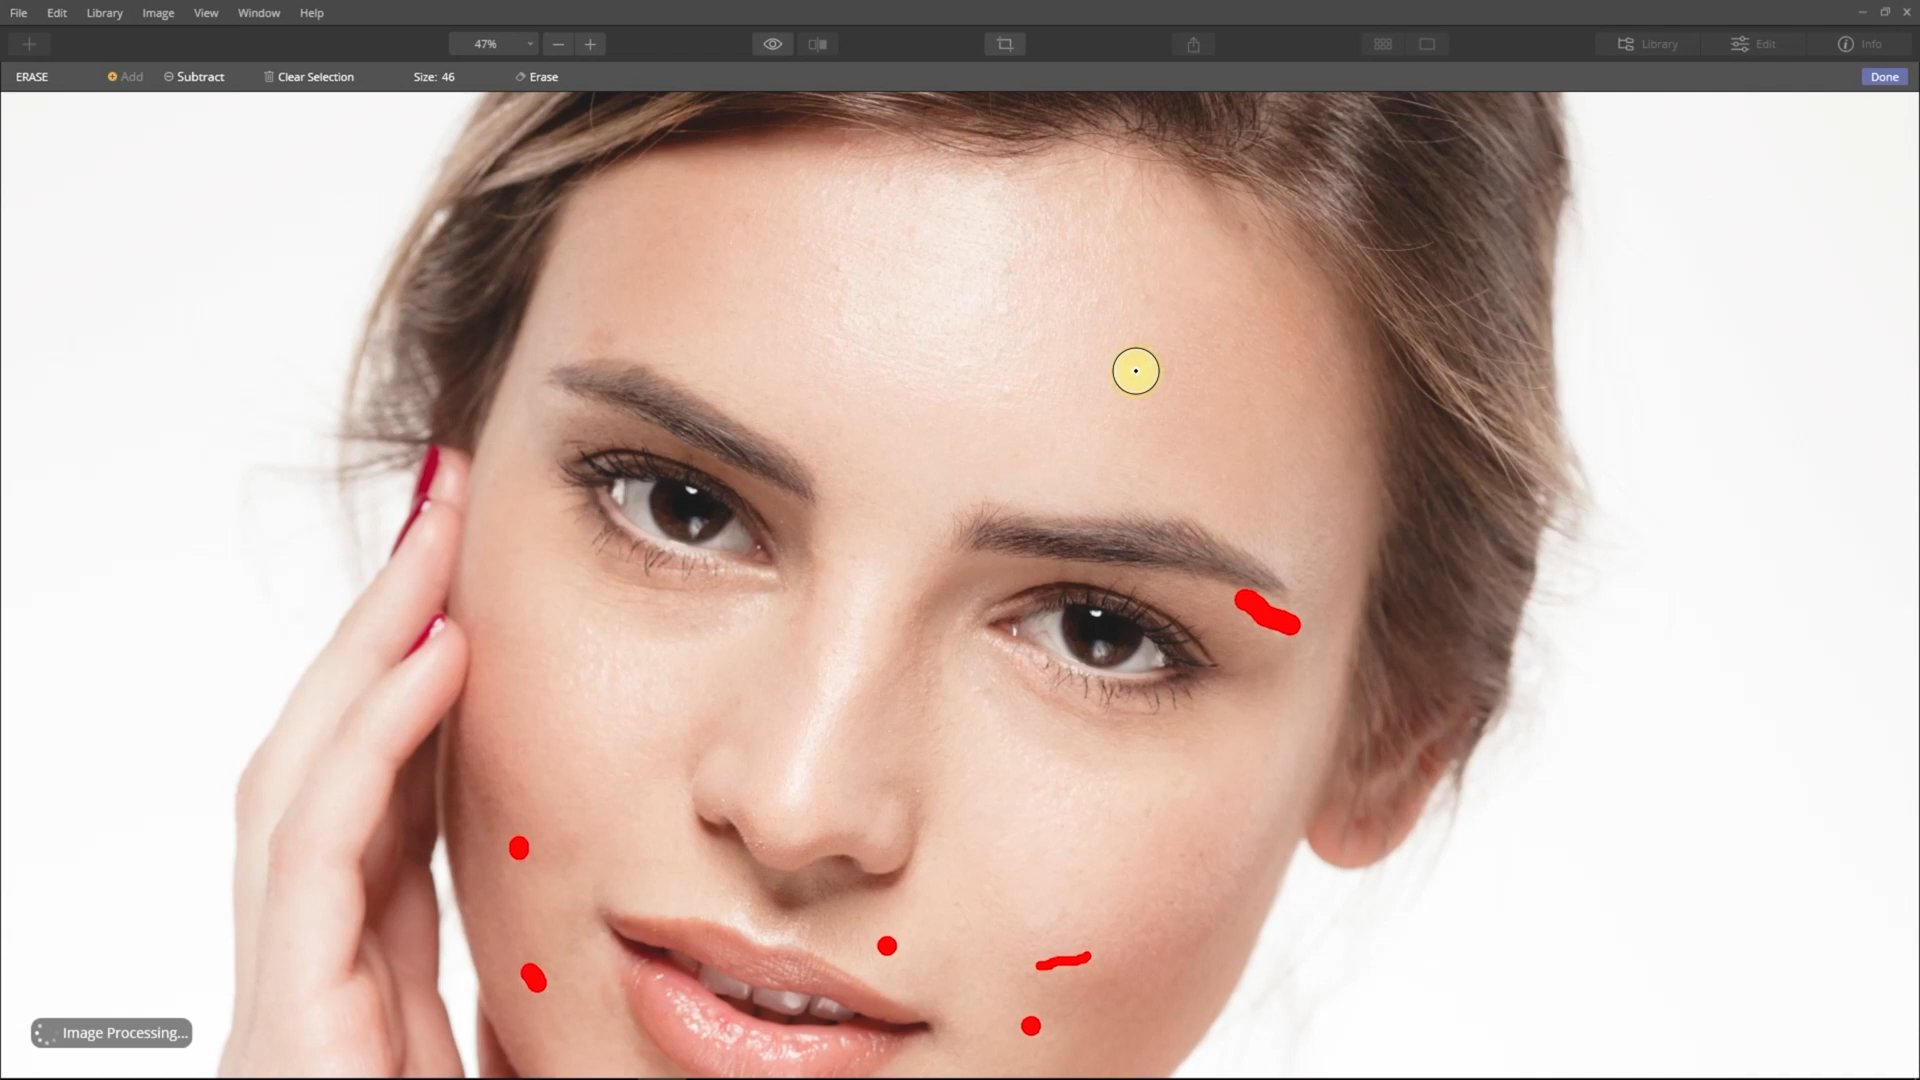 File Edit Library Image View Window Help
47% Library Edit Info
ERASE Add Subtract Clear Selection Size: 46 Erase Done
Image Processing...